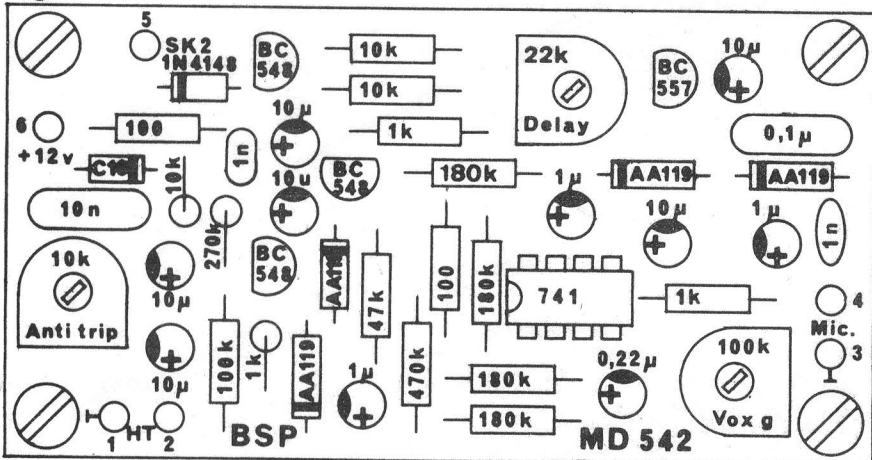 5
SK2
1N4148
BC
548
10k
22k
Delay
BC
557
10µ
10k
6
+12v
100
1n
10µ
1k
0,1µ
10k
10u
BC
548
180k
1µ
AA119
AA119
10n
270k
10µ
1µ
1n
10k
Anti trip
10µ
BC
548
47k
100
180k
741
1k
4
Mic.
3
10µ
100k
1k
AA119
1µ
470k
180k
180k
0,22µ
100k
Vox g
1
HT
2
BSP
MD 542